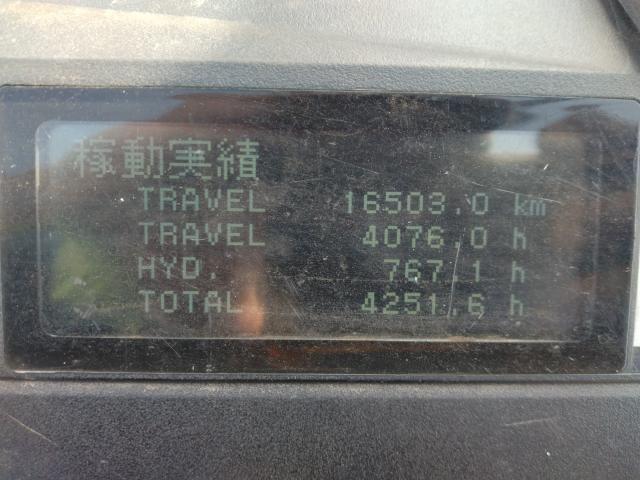 稼動実績
TRAVEL 16503.0 km
TRAVEL 4076.0 h
HYD. 767.1 h
TOTAL 4251.6 h